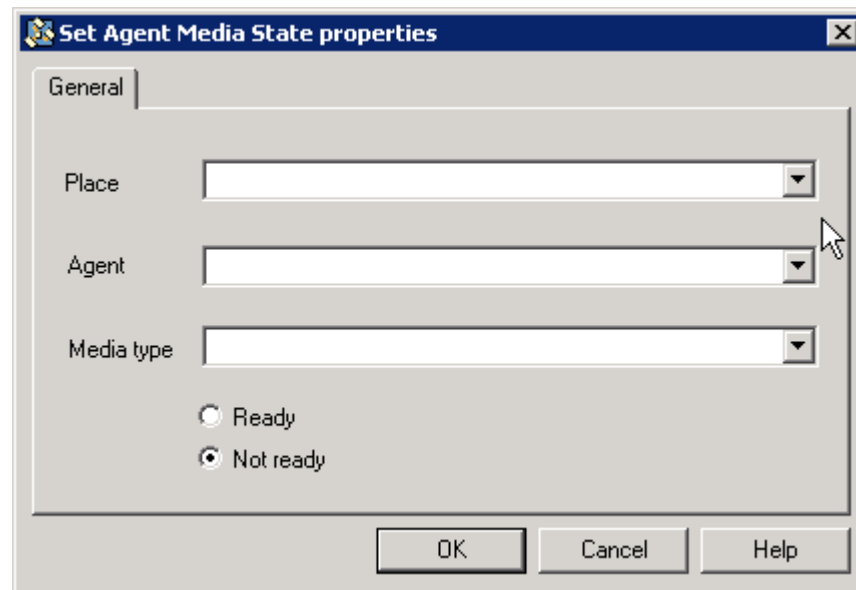 Set Agent Media State properties
General
Place
Agent
Media type
Ready
Not ready
OK Cancel Help